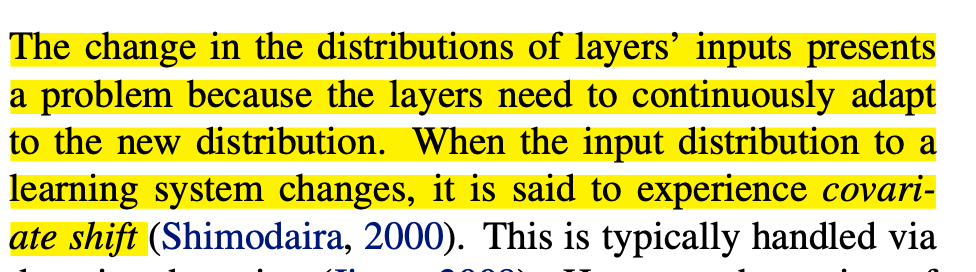 The change in the distributions of layers’ inputs presents
a problem because the layers need to continuously adapt
to the new distribution. When the input distribution to a
learning system changes, it is said to experience covari-
ate shift (Shimodaira, 2000). This is typically handled via